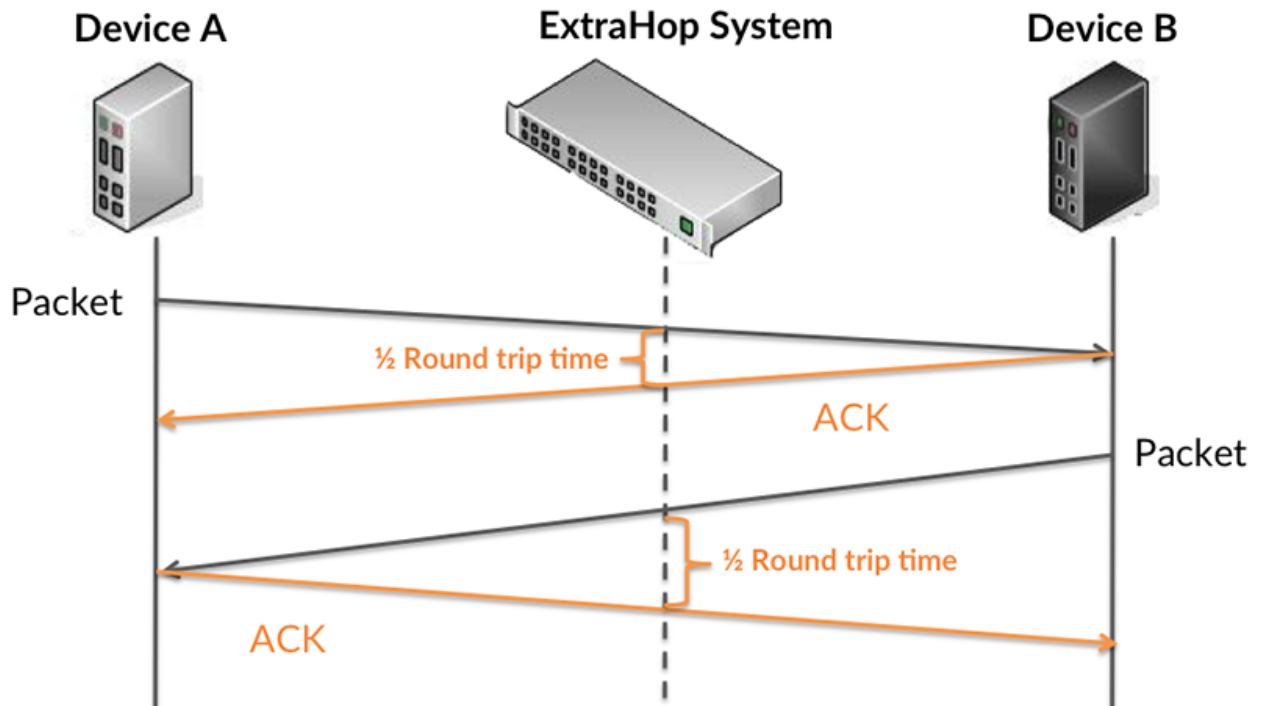 Device A
ExtraHop System
Device B
Packet
½ Round trip time
ACK
Packet
½ Round trip time
ACK